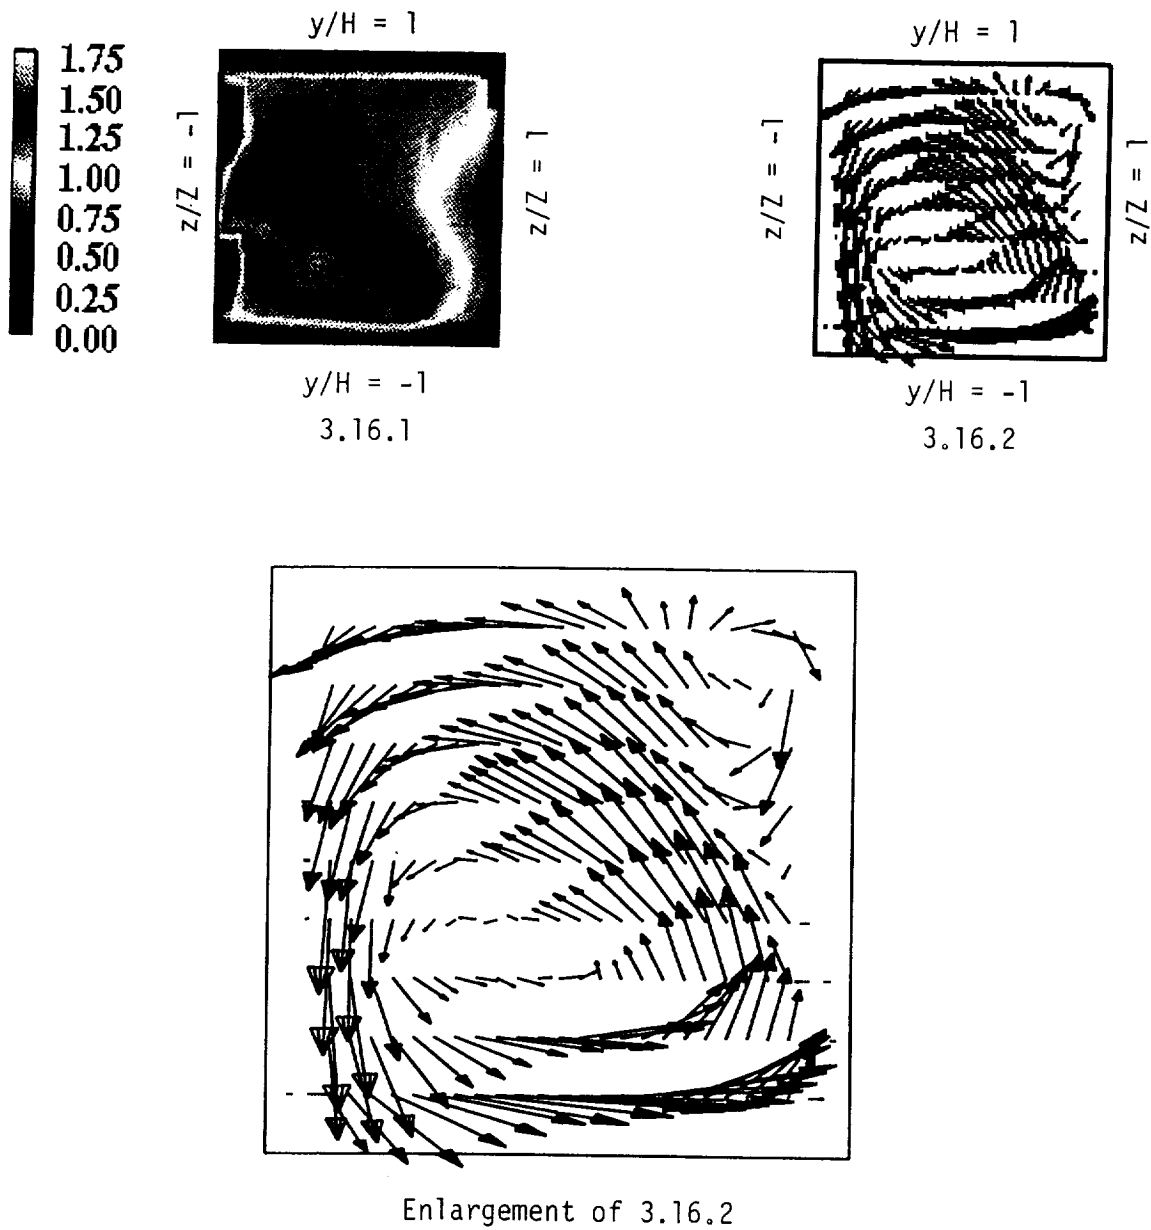 y/H = 1
1.75
1.50
1.25
1.00
0.75
0.50
0.25
0.00
z/Z = -1
z/Z = 1
y/H = -1
3.16.1
y/H = 1
z/Z = -1
z/Z = 1
y/H = -1
3.16.2
Enlargement of 3.16.2